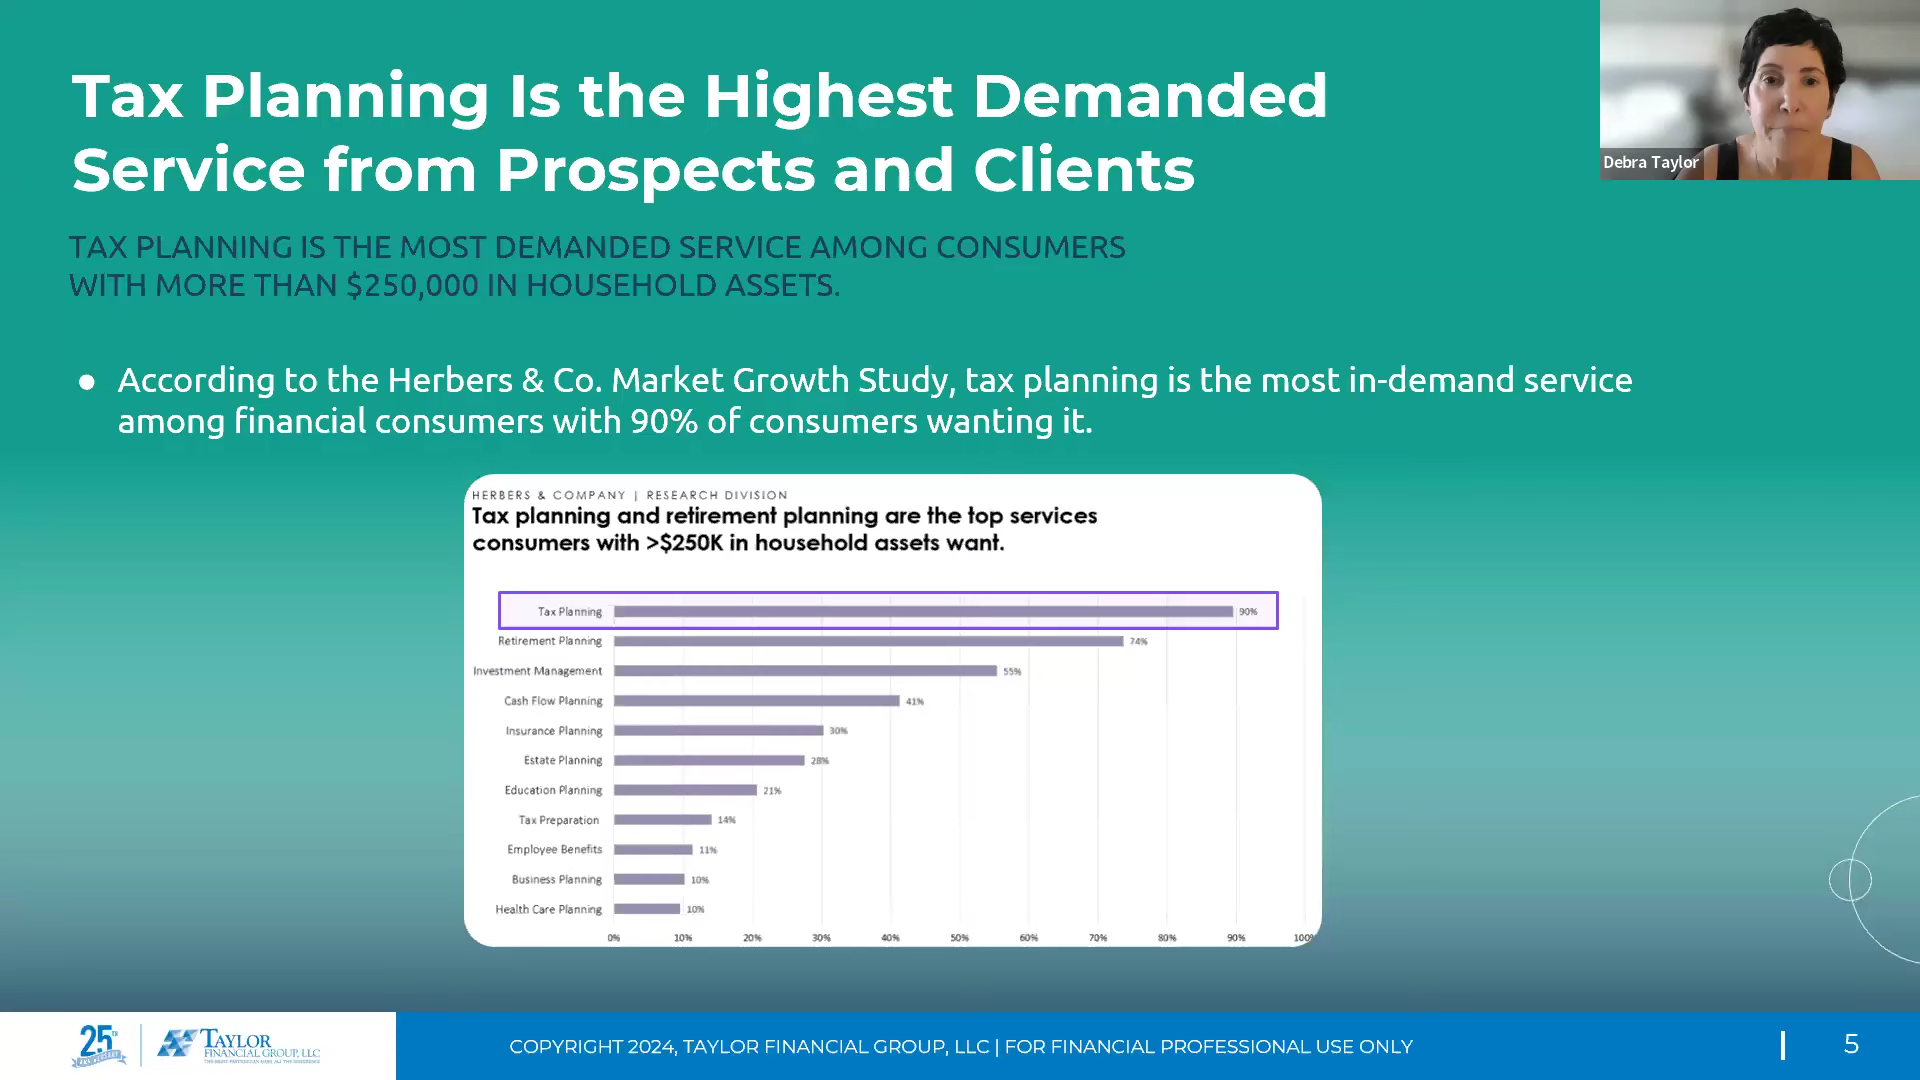 Tax Planning Is the Highest Demanded
Service from Prospects and Clients
Debra Taylor
TAX PLANNING IS THE MOST DEMANDED SERVICE AMONG CONSUMERS
WITH MORE THAN $250,000 IN HOUSEHOLD ASSETS.
● According to the Herbers & Co. Market Growth Study, tax planning is the most in-demand service
among financial consumers with 90% of consumers wanting it.
HERBERS & COMPANY | RESEARCH DIVISION
Tax planning and retirement planning are the top services
consumers with >$250K in household assets want.
Tax Planning 90%
Retirement Planning 74%
Investment Management 55%
Cash Flow Planning 41%
Insurance Planning 30%
Estate Planning 28%
Education Planning 21%
Tax Preparation 14%
Employee Benefits 11%
Business Planning 10%
Health Care Planning 10%
0% 10% 20% 30% 40% 50% 60% 70% 80% 90% 100%
25TH
TAYLOR
FINANCIAL GROUP, LLC
COPYRIGHT 2024, TAYLOR FINANCIAL GROUP, LLC | FOR FINANCIAL PROFESSIONAL USE ONLY
5